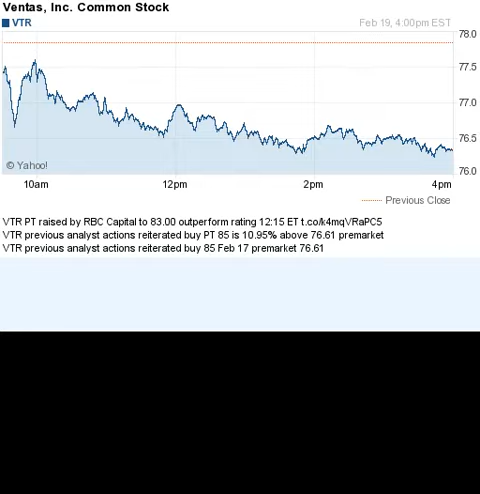 Ventas, Inc. Common Stock
VTR
Feb 19, 4:00pm EST
78.0
77.5
77.0
76.5
76.0
© Yahoo!
10am 12pm 2pm 4pm
Previous Close
VTR PT raised by RBC Capital to 83.00 outperform rating 12:15 ET t.co/k4mqVRaPC5
VTR previous analyst actions reiterated buy PT 85 is 10.95% above 76.61 premarket
VTR previous analyst actions reiterated buy 85 Feb 17 premarket 76.61